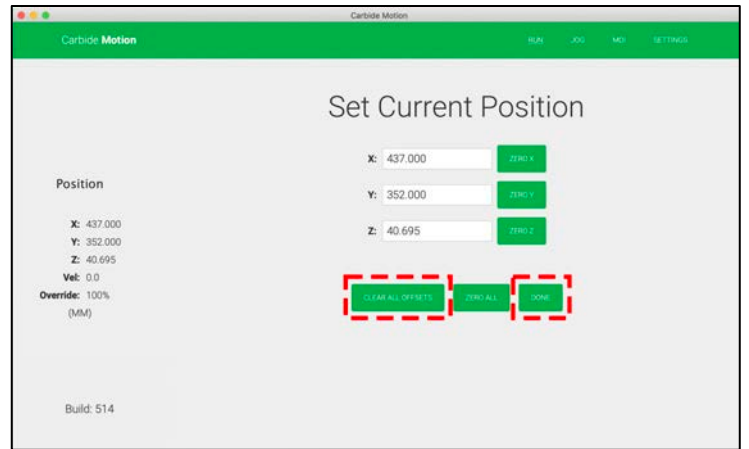 Carbide Motion
Carbide Motion
RUN JOG MDI SETTINGS
Set Current Position
X: 437.000 ZERO X
Y: 352.000 ZERO Y
Z: 40.695 ZERO Z
CLEAR ALL OFFSETS ZERO ALL DONE
Position
X: 437.000
Y: 352.000
Z: 40.695
Vel: 0.0
Override: 100%
(MM)
Build: 514